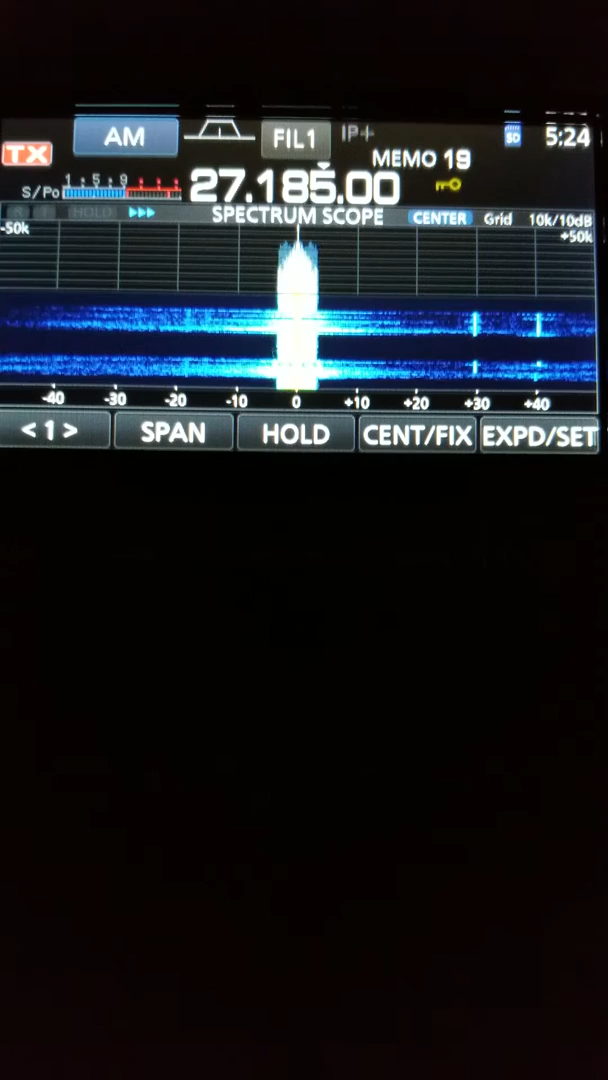 AM FIL1 IP+ SD 5:24
TX MEMO 19
S/Po 1 5 9 27.185.00
HOLD SPECTRUM SCOPE CENTER Grid 10k/10dB
-50k +50k
-40 -30 -20 -10 0 +10 +20 +30 +40
<1> SPAN HOLD CENT/FIX EXPD/SET